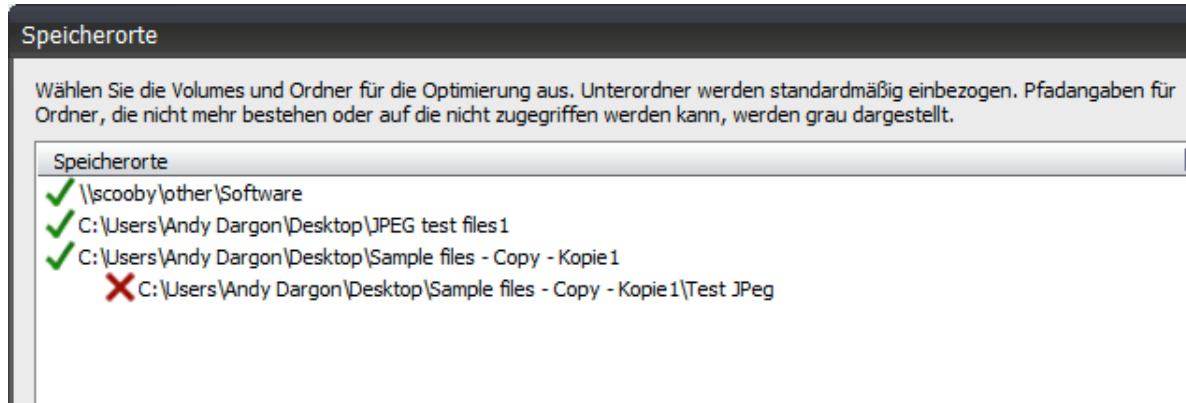 Speicherorte
Wählen Sie die Volumes und Ordner für die Optimierung aus. Unterordner werden standardmäßig einbezogen. Pfadangaben für
Ordner, die nicht mehr bestehen oder auf die nicht zugegriffen werden kann, werden grau dargestellt.
Speicherorte
\\scooby\other\Software
C:\Users\Andy Dargon\Desktop\JPEG test files1
C:\Users\Andy Dargon\Desktop\Sample files - Copy - Kopie1
C:\Users\Andy Dargon\Desktop\Sample files - Copy - Kopie1\Test JPeg